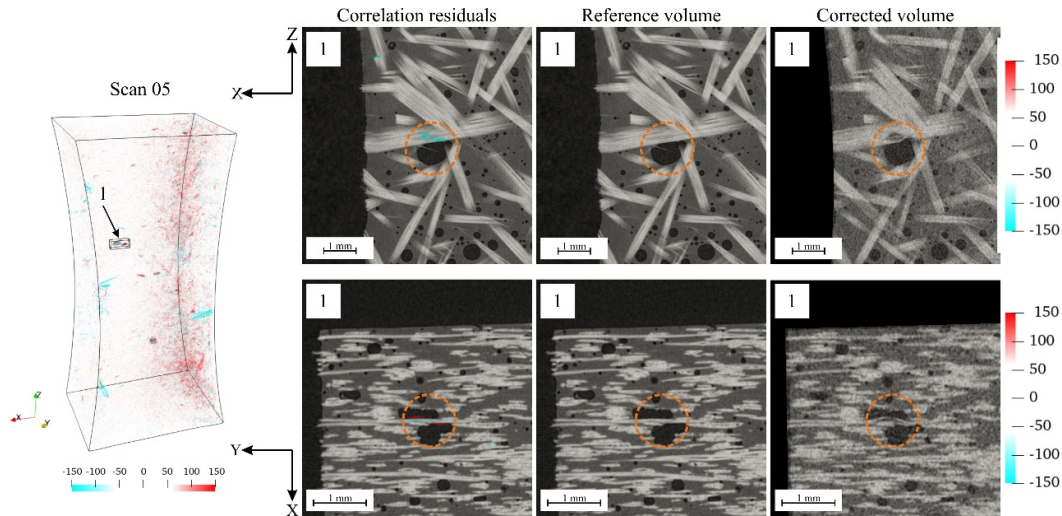 Correlation residuals
Reference volume
Corrected volume
Scan 05
1
Z
X
1
1 mm
1
1 mm
1
1 mm
150
100
50
0
-50
-100
-150
Z
X
Y
-150 -100 -50 0 50 100 150
Y
X
1
1 mm
1
1 mm
1
1 mm
150
100
50
0
-50
-100
-150